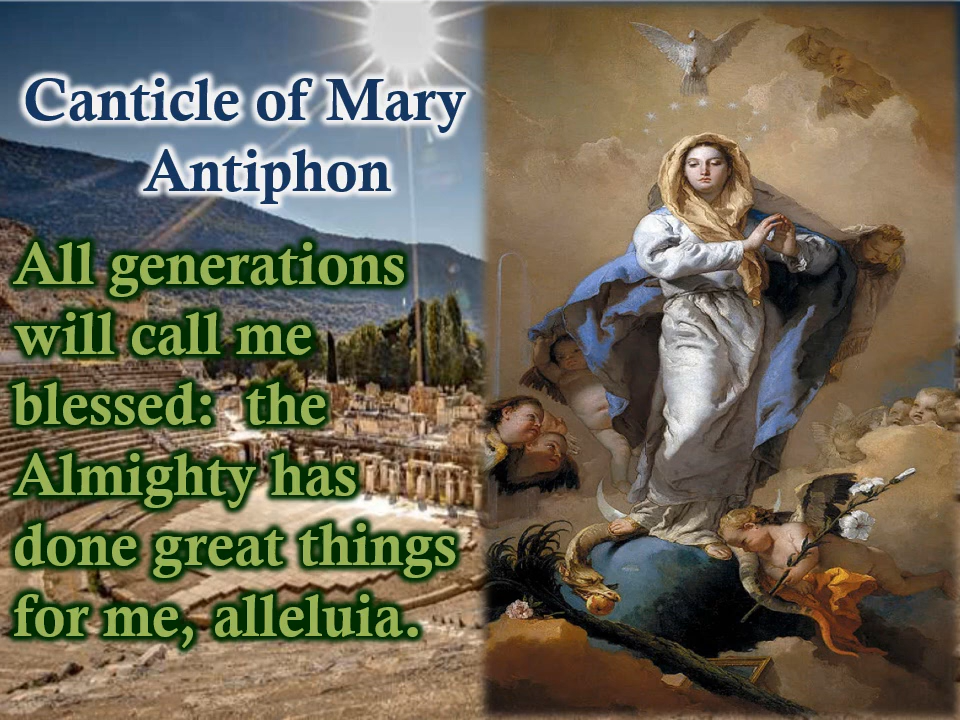 Canticle of Mary
Antiphon
All generations
will call me
blessed:  the
Almighty has
done great things
for me, alleluia.